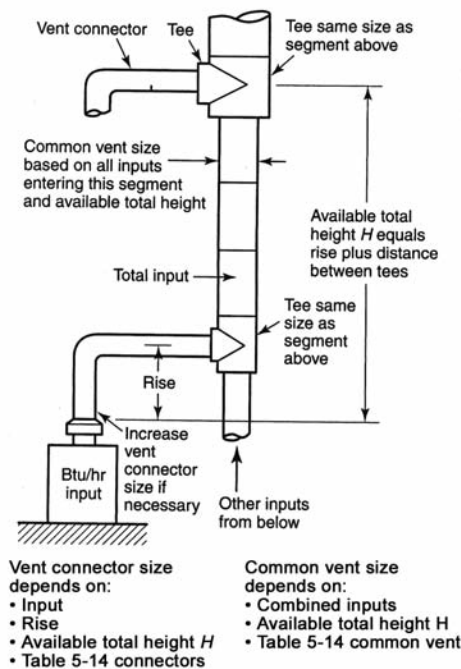 Vent connector
Tee
Tee same size as
segment above
Common vent size
based on all inputs
entering this segment
and available total height
Available total
height H equals
rise plus distance
between tees
Total input
Tee same
size as
segment
above
Rise
Increase
vent
connector
size if
necessary
Btu/hr
input
Other inputs
from below
Vent connector size
depends on:
• Input
• Rise
• Available total height H
• Table 5-14 connectors
Common vent size
depends on:
• Combined inputs
• Available total height H
• Table 5-14 common vent